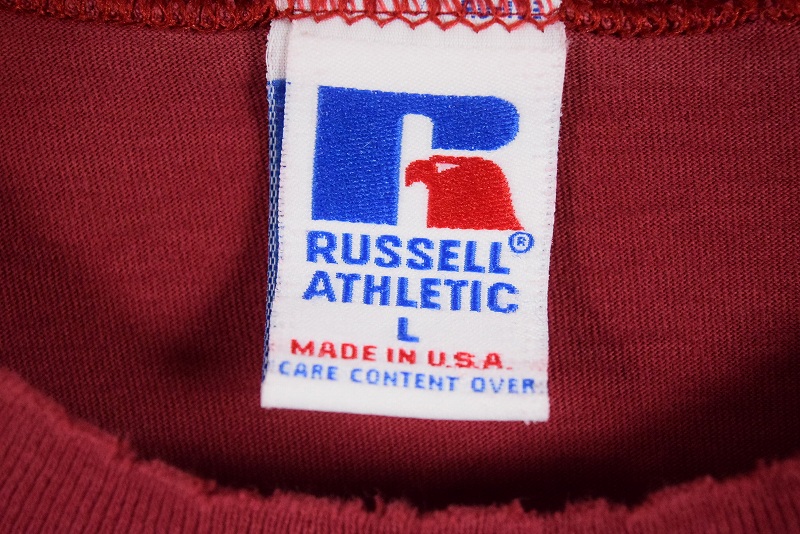 R
RUSSELL®
ATHLETIC
L
MADE IN U.S.A.
CARE CONTENT OVER